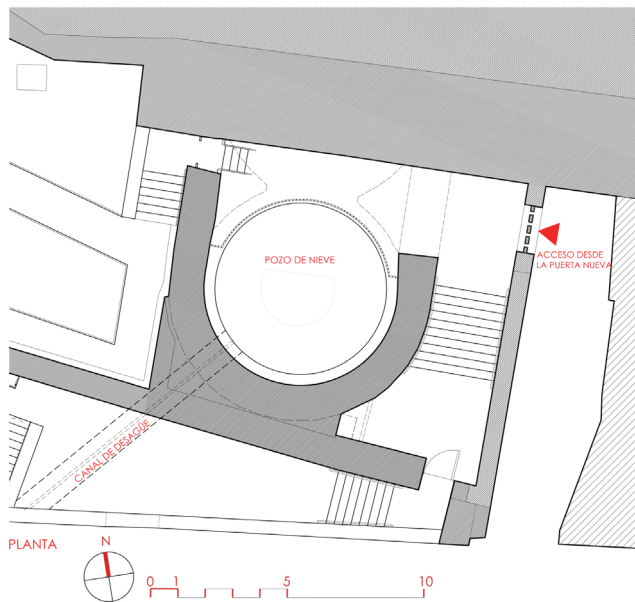 POZO DE NIEVE
ACCESO DESDE
LA PUERTA NUEVA
CANAL DE DESAGÜE
PLANTA
N
0 1 5 10